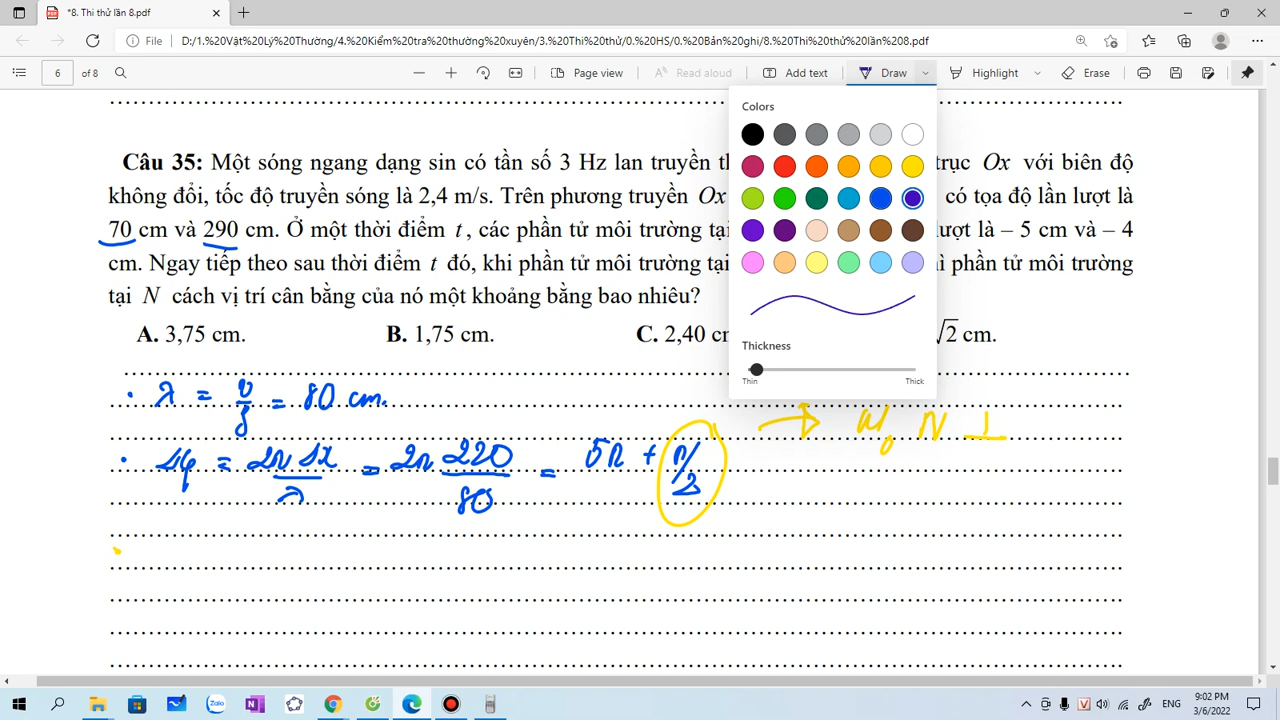 *8. Thi thử lần 8.pdf
File D:/1.%20Vật%20Lý%20Thường/4.%20Kiểm%20tra%20thường%20xuyên/3.%20Thi%20thử/0.%20HS/0.%20Bản%20ghi/8.%20Thi%20thử%20lần%208.pdf
6 of 8 Page view Read aloud Add text Draw Highlight Erase
Câu 35: Một sóng ngang dạng sin có tần số 3 Hz lan truyền trục Ox với biên độ
không đổi, tốc độ truyền sóng là 2,4 m/s. Trên phương truyền Ox có tọa độ lần lượt là
70 cm và 290 cm. Ở một thời điểm t, các phần tử môi trường tại lượt là – 5 cm và – 4
cm. Ngay tiếp theo sau thời điểm t đó, khi phần tử môi trường tại phần tử môi trường
tại N cách vị trí cân bằng của nó một khoảng bằng bao nhiêu?
A. 3,75 cm. B. 1,75 cm. C. 2,40 √2 cm.
Colors
Thickness
Thin Thick
λ = v/f = 80 cm.
Δφ = 2πΔx/λ = 2π 220/80 = 5π + π/2 → N ⊥
ENG
9:02 PM
3/6/2022